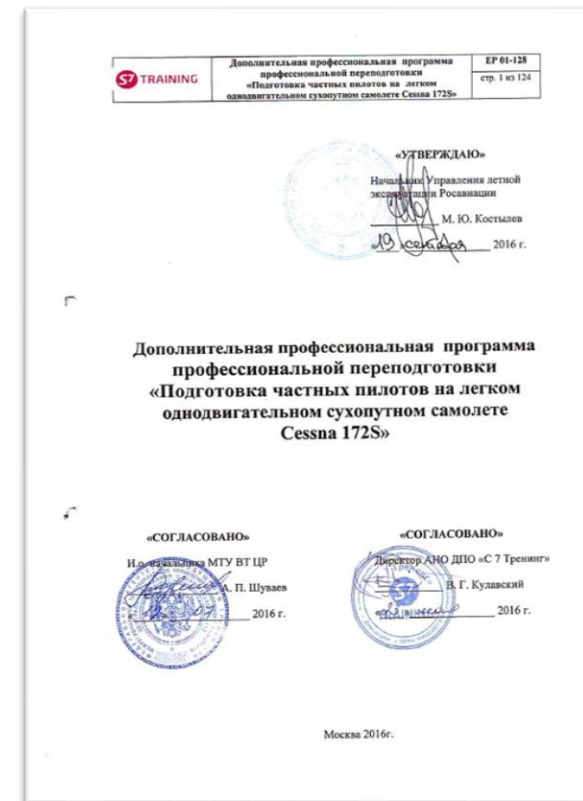 S7 TRAINING
Дополнительная профессиональная программа
профессиональной переподготовки
«Подготовка частных пилотов на легком
однодвигательном сухопутном самолете Cessna 172S»
ЕР 01-128
стр. 1 из 124
«УТВЕРЖДАЮ»
Начальник Управления летной
эксплуатации Росавиации
М. Ю. Костылев
«19» сентября 2016 г.
Дополнительная профессиональная программа
профессиональной переподготовки
«Подготовка частных пилотов на легком
однодвигательном сухопутном самолете
Cessna 172S»
«СОГЛАСОВАНО»
И.о. начальника МТУ ВТ ЦР
А. П. Шуваев
2016 г.
«СОГЛАСОВАНО»
Директор АНО ДПО «С 7 Тренинг»
В. Г. Кулавский
2016 г.
S7
Москва 2016г.